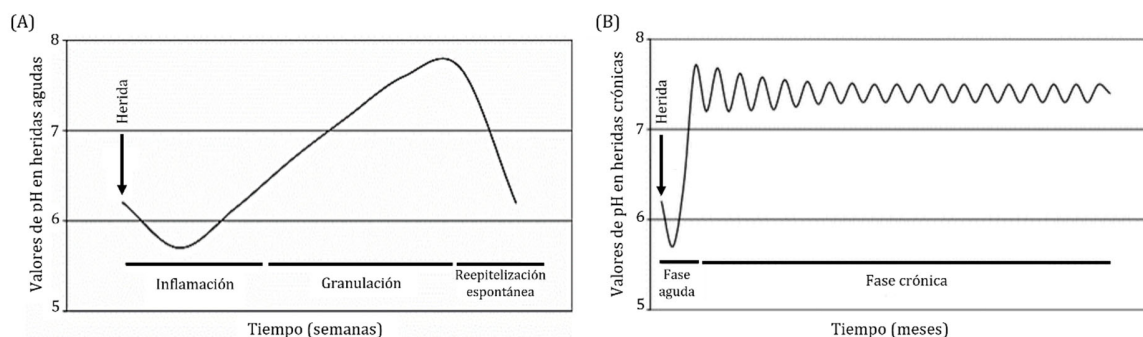 (A)
8
7
6
5
Valores de pH en heridas agudas
Herida
Inflamación
Granulación
Reepitelización
espontánea
Tiempo (semanas)
(B)
8
7
6
5
Valores de pH en heridas crónicas
Herida
Fase
aguda
Fase crónica
Tiempo (meses)